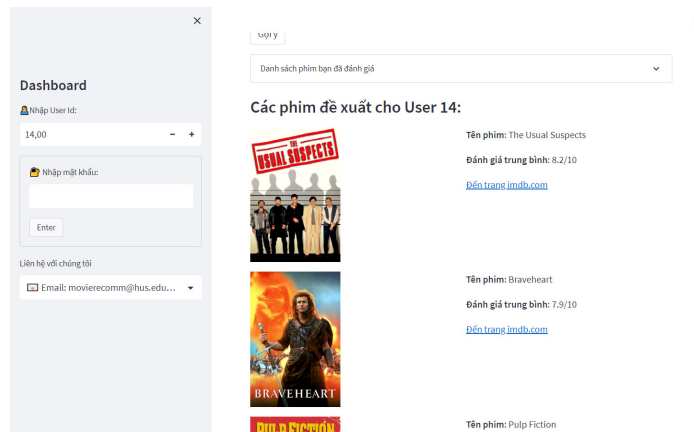 ×
Dashboard
Nhập User Id:
14,00
- +
Nhập mật khẩu:
Enter
Liên hệ với chúng tôi
Email: movierecomm@hus.edu...
Gợi ý
Danh sách phim bạn đã đánh giá
Các phim đề xuất cho User 14:
THE
USUAL SUSPECTS
Tên phim: The Usual Suspects
Đánh giá trung bình: 8.2/10
Đến trang imdb.com
BRAVEHEART
Tên phim: Braveheart
Đánh giá trung bình: 7.9/10
Đến trang imdb.com
PULP FICTION
Tên phim: Pulp Fiction